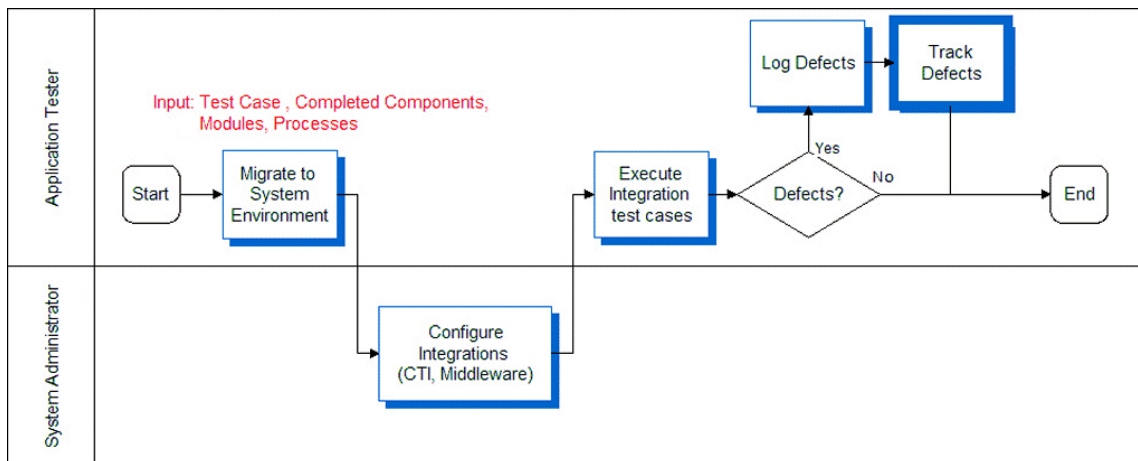 Application Tester
Input: Test Case , Completed Components,
Modules, Processes
Start
Migrate to
System
Environment
Execute
Integration
test cases
Defects?
Yes
No
Log Defects
Track
Defects
End
System Administrator
Configure
Integrations
(CTI, Middleware)